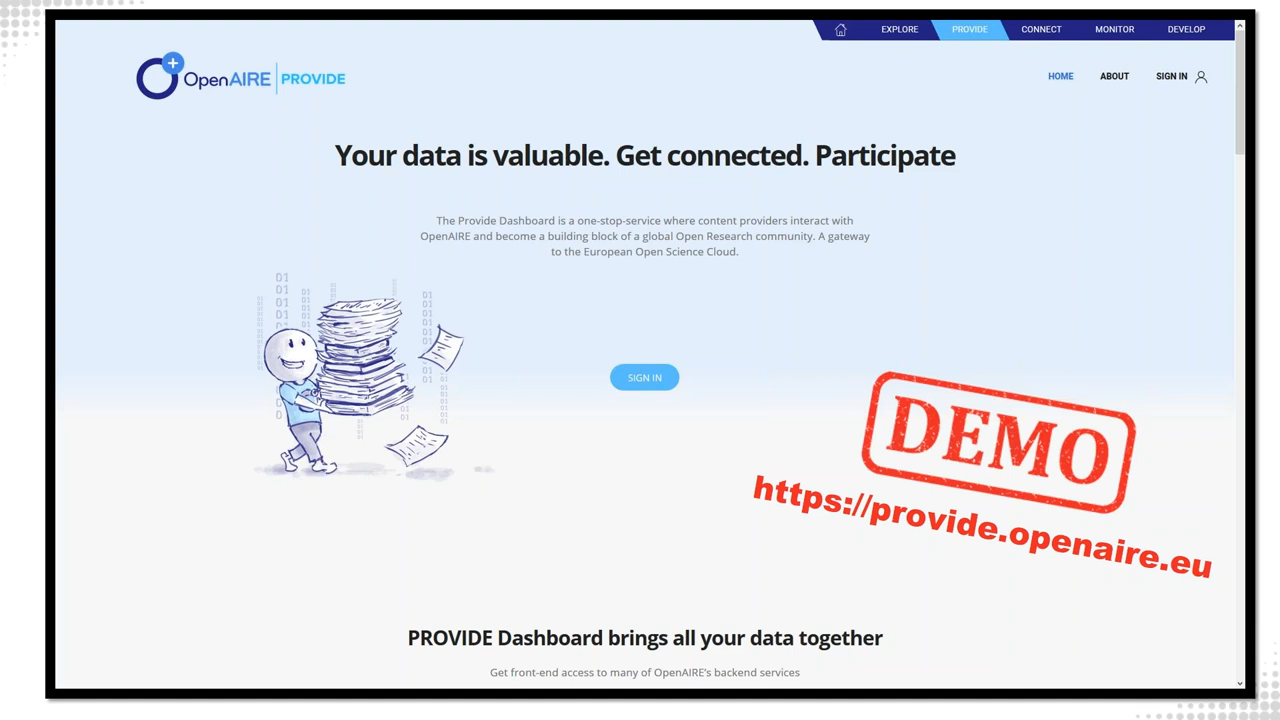 EXPLORE PROVIDE CONNECT MONITOR DEVELOP
OpenAIRE PROVIDE
HOME ABOUT SIGN IN
Your data is valuable. Get connected. Participate
The Provide Dashboard is a one-stop-service where content providers interact with
OpenAIRE and become a building block of a global Open Research community. A gateway
to the European Open Science Cloud.
SIGN IN
DEMO
https://provide.openaire.eu
PROVIDE Dashboard brings all your data together
Get front-end access to many of OpenAIRE's backend services